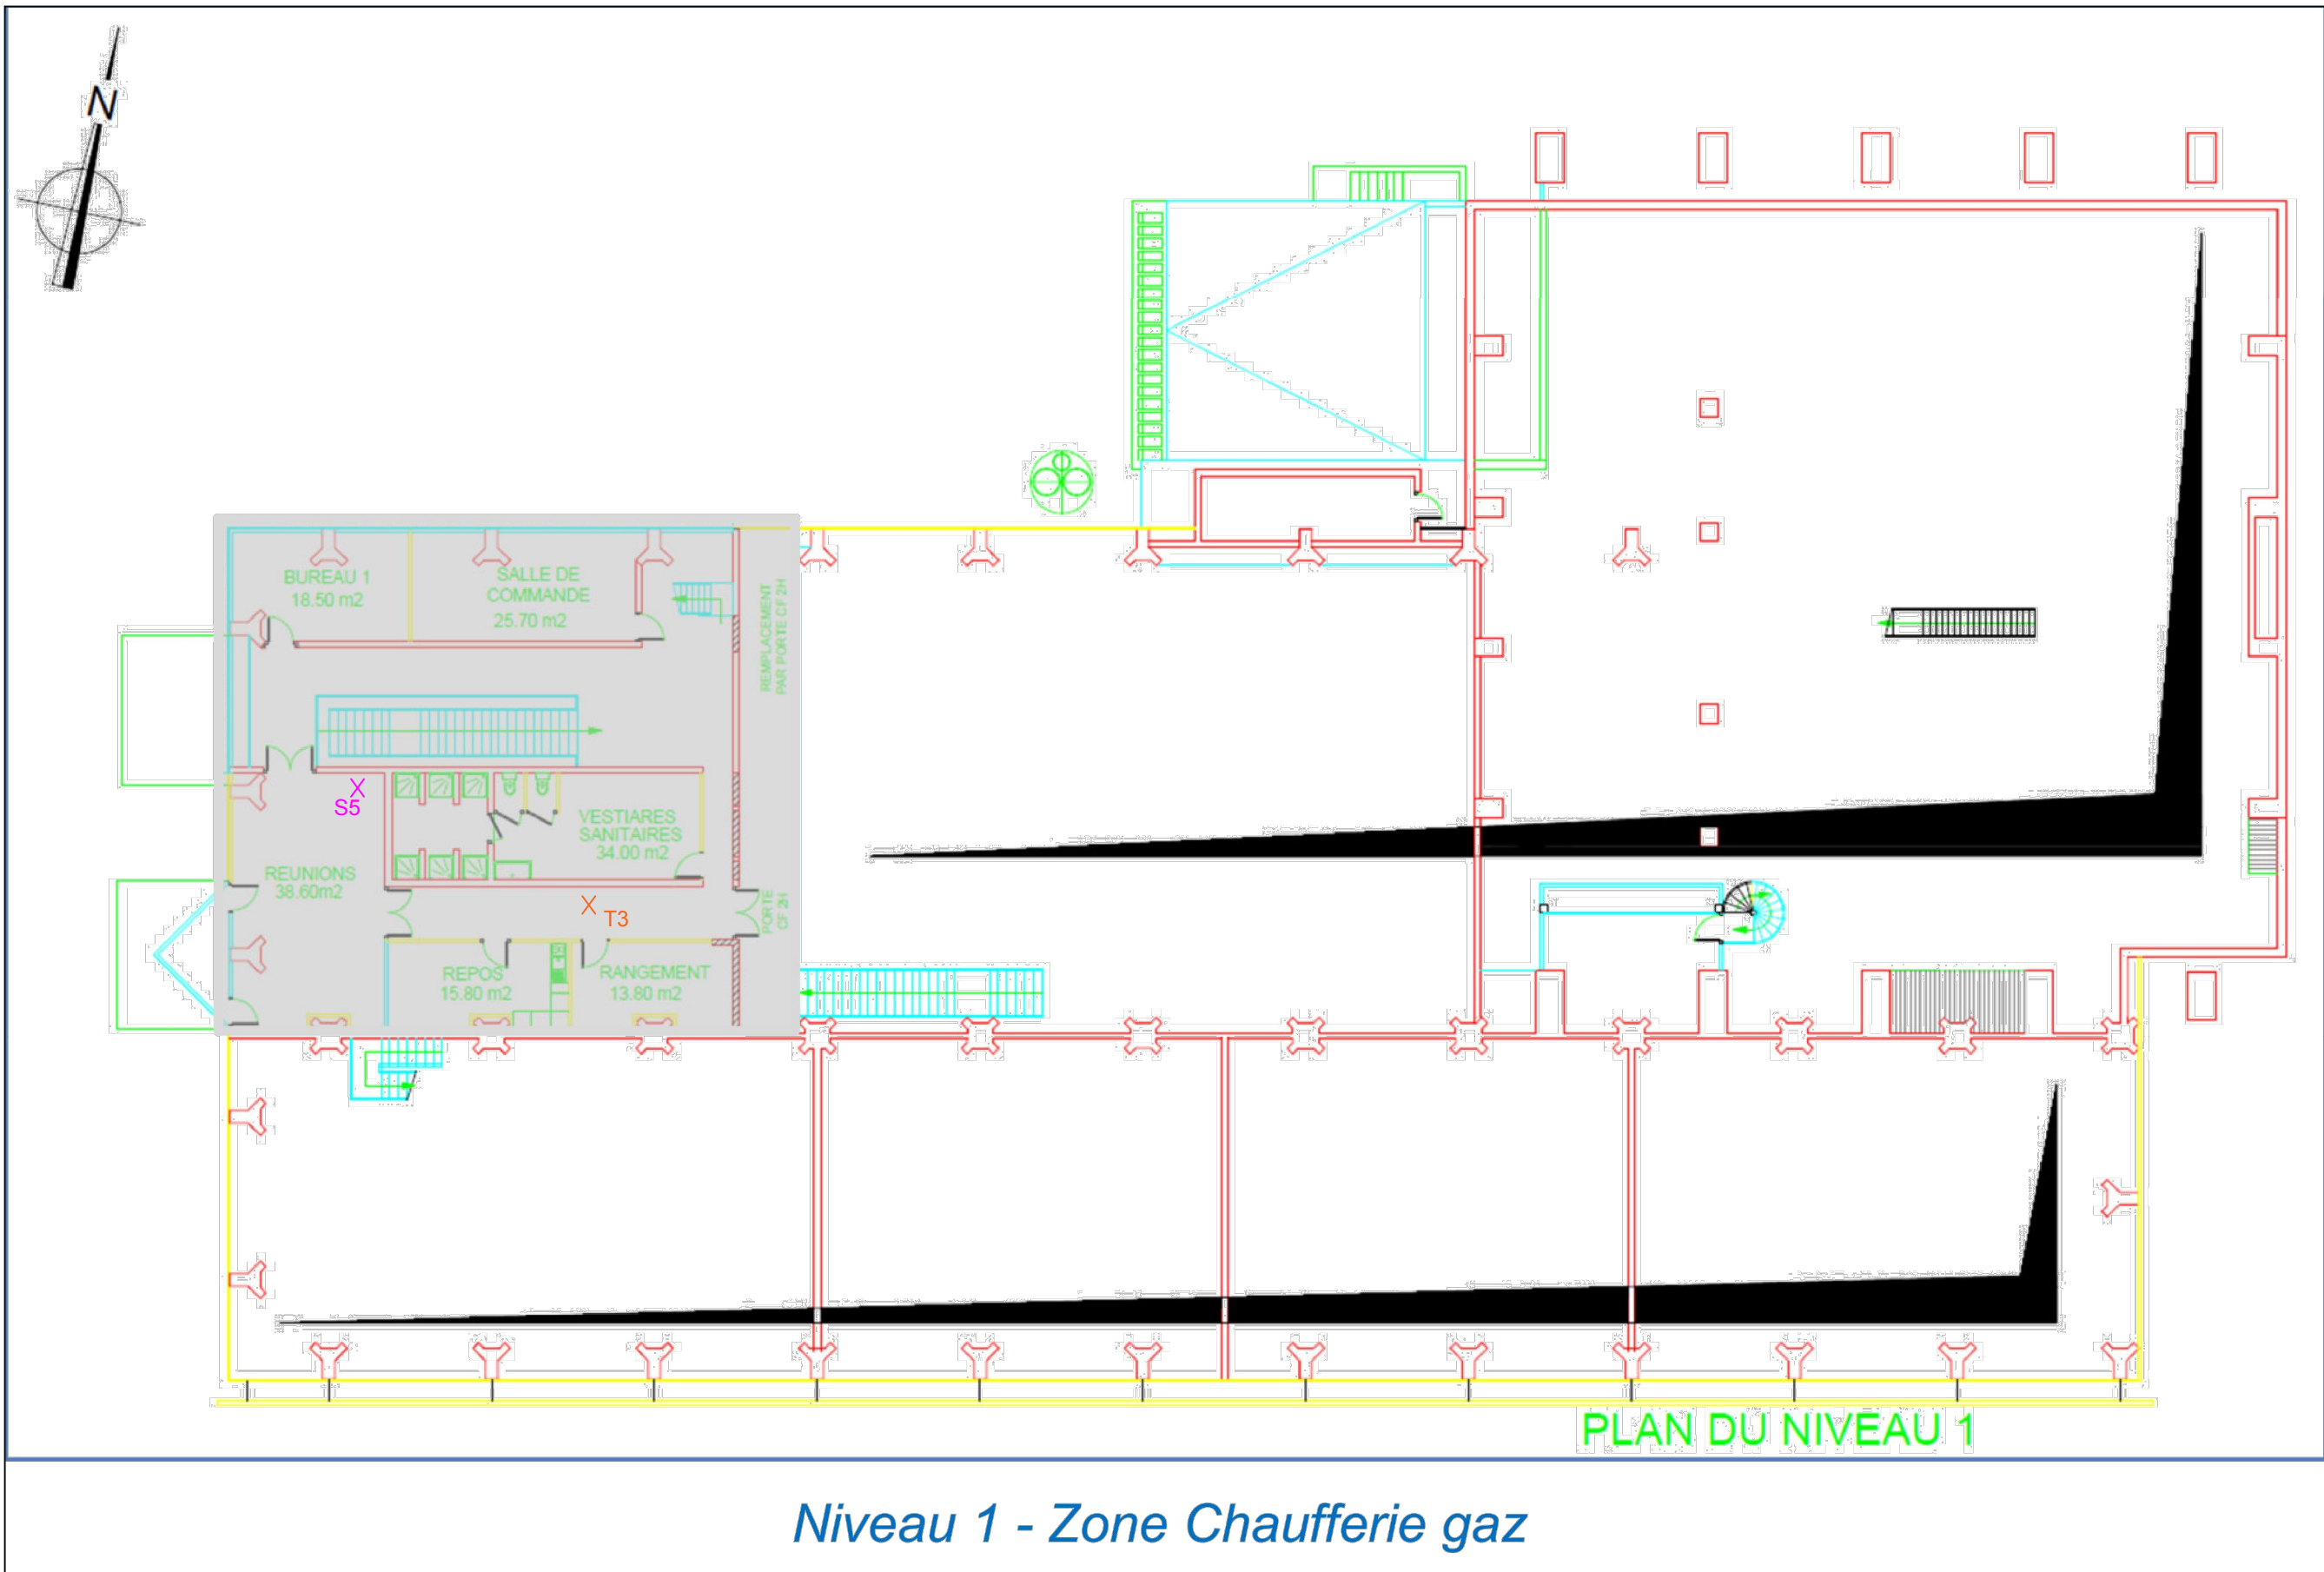 N
BUREAU 1
18.50 m2
SALLE DE
COMMANDE
25.70 m2
REMPLACEMENT
PAR PORTE CF 2H
X
S5
VESTIARES
SANITAIRES
34.00 m2
REUNIONS
38.60m2
X T3
PORTE
CF 2H
REPOS
15.80 m2
RANGEMENT
13.80 m2
PLAN DU NIVEAU 1
Niveau 1 - Zone Chaufferie gaz